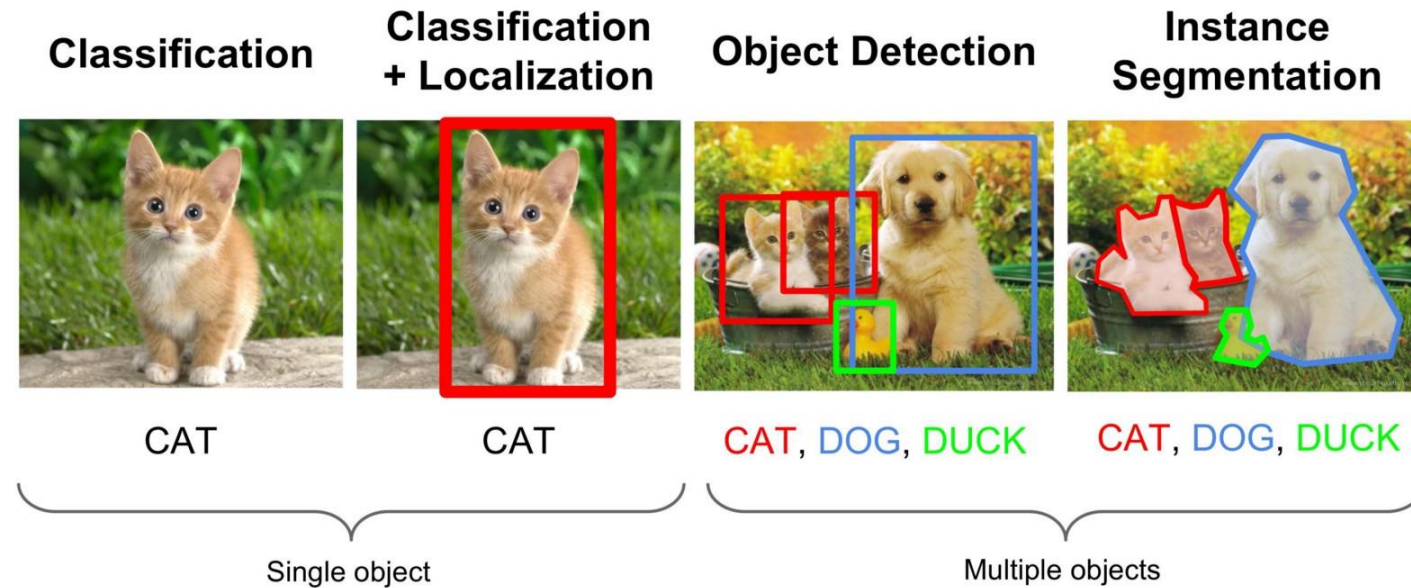 Classification
Classification
+ Localization
Object Detection
Instance
Segmentation
CAT
CAT
CAT, DOG, DUCK
CAT, DOG, DUCK
Single object
Multiple objects